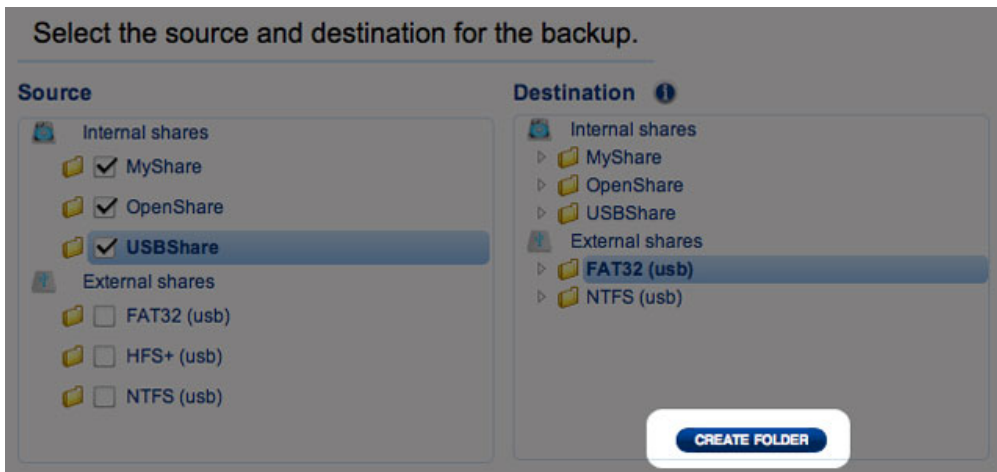 Select the source and destination for the backup.
Source
Internal shares
MyShare
OpenShare
USBShare
External shares
FAT32 (usb)
HFS+ (usb)
NTFS (usb)
Destination i
Internal shares
MyShare
OpenShare
USBShare
External shares
FAT32 (usb)
NTFS (usb)
CREATE FOLDER